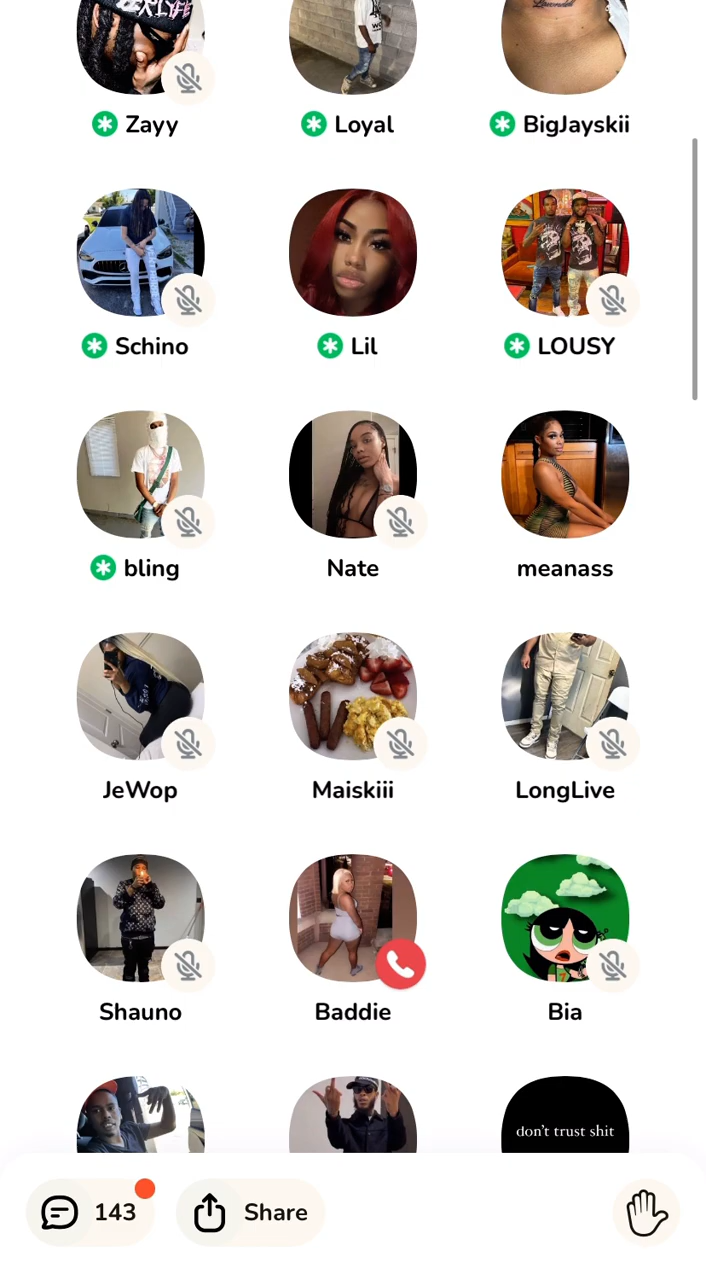 Zayy
Loyal
BigJayskii
Schino
Lil
LOUSY
bling
Nate
meanass
JeWop
Maiskiii
LongLive
Shauno
Baddie
Bia
don't trust shit
143
Share